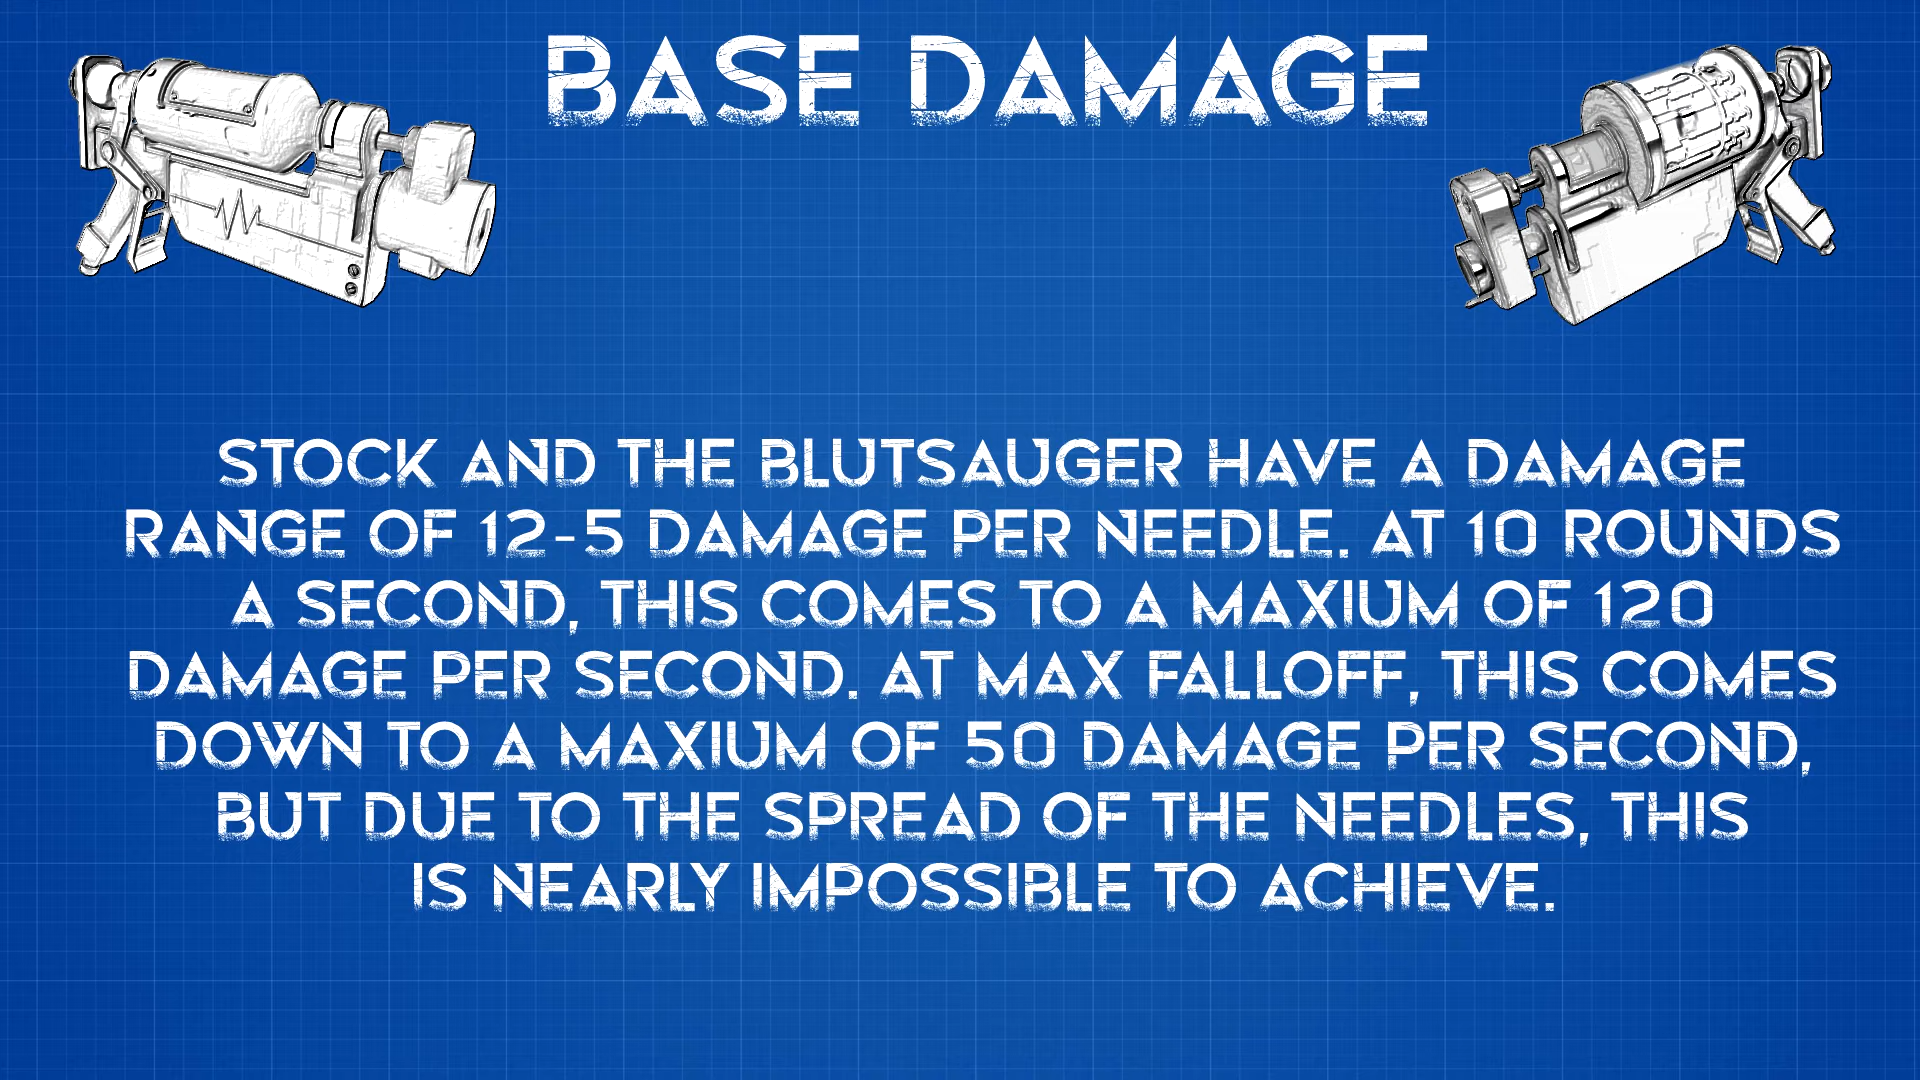 BASE DAMAGE
STOCK AND THE BLUTSAUGER HAVE A DAMAGE
RANGE OF 12-5 DAMAGE PER NEEDLE. AT 10 ROUNDS
A SECOND, THIS COMES TO A MAXIUM OF 120
DAMAGE PER SECOND. AT MAX FALLOFF, THIS COMES
DOWN TO A MAXIUM OF 50 DAMAGE PER SECOND,
BUT DUE TO THE SPREAD OF THE NEEDLES, THIS
IS NEARLY IMPOSSIBLE TO ACHIEVE.